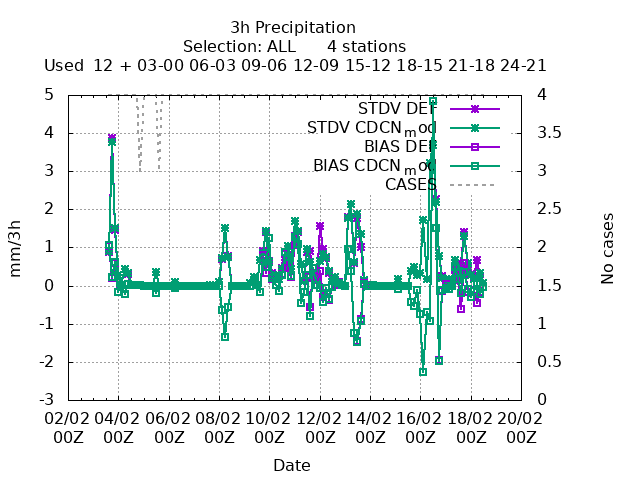 3h Precipitation
Selection: ALL 4 stations
Used 12 + 03-00 06-03 09-06 12-09 15-12 18-15 21-18 24-21
5 4
4 3.5
3 3
2 2.5
1 2
0 1.5
-1 1
-2 0.5
-3 0
STDV DEF
STDV CDCN
BIAS DEF
BIAS CDCN
CASES
mm/3h
No cases
02/02 04/02 06/02 08/02 10/02 12/02 14/02 16/02 18/02 20/02
00Z 00Z 00Z 00Z 00Z 00Z 00Z 00Z 00Z 00Z
Date